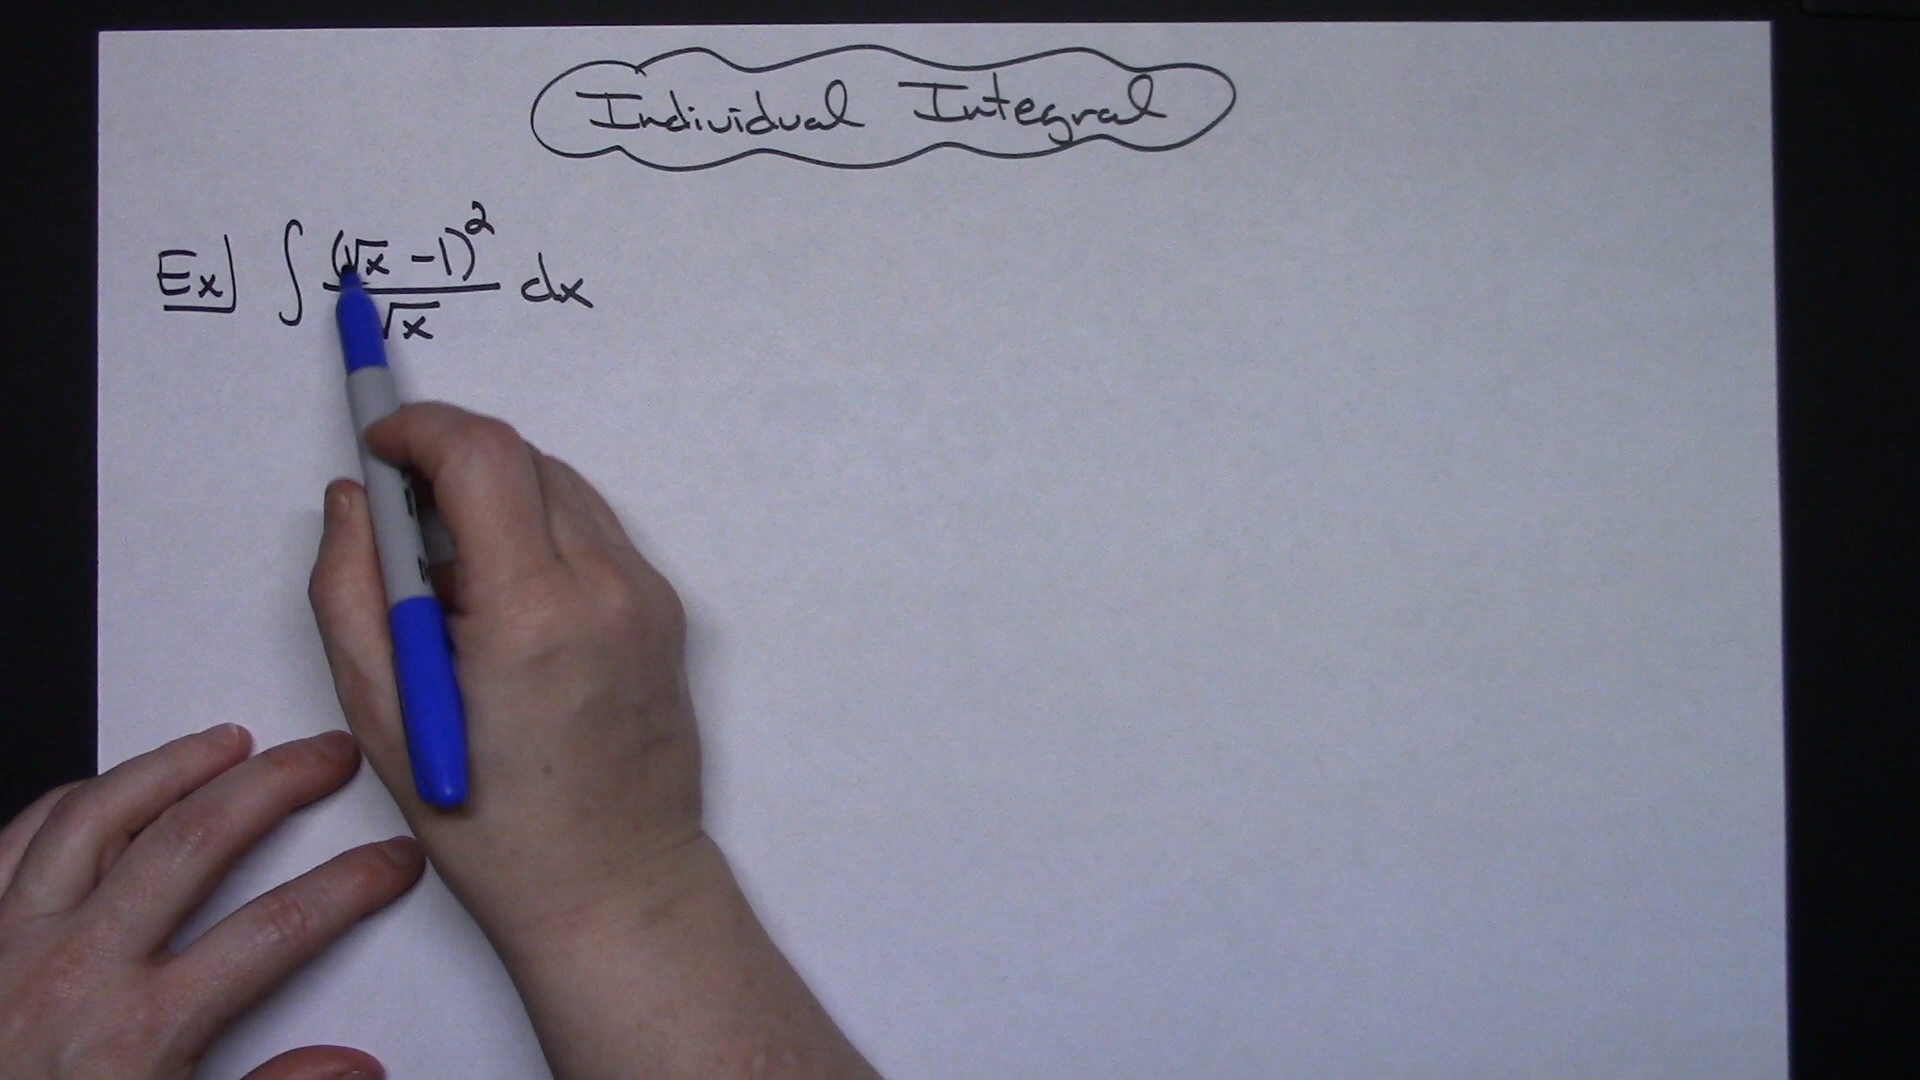 Individual Integral
Ex] ∫ (√x - 1)² / √x dx